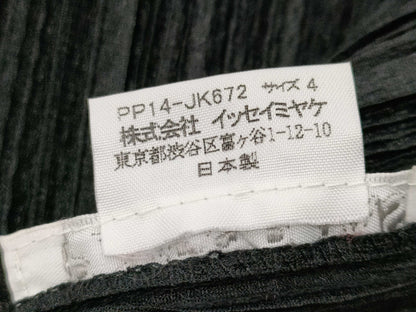 PP14-JK672 サイズ 4
株式会社 イッセイミヤケ
東京都渋谷区富ヶ谷1-12-10
日本製